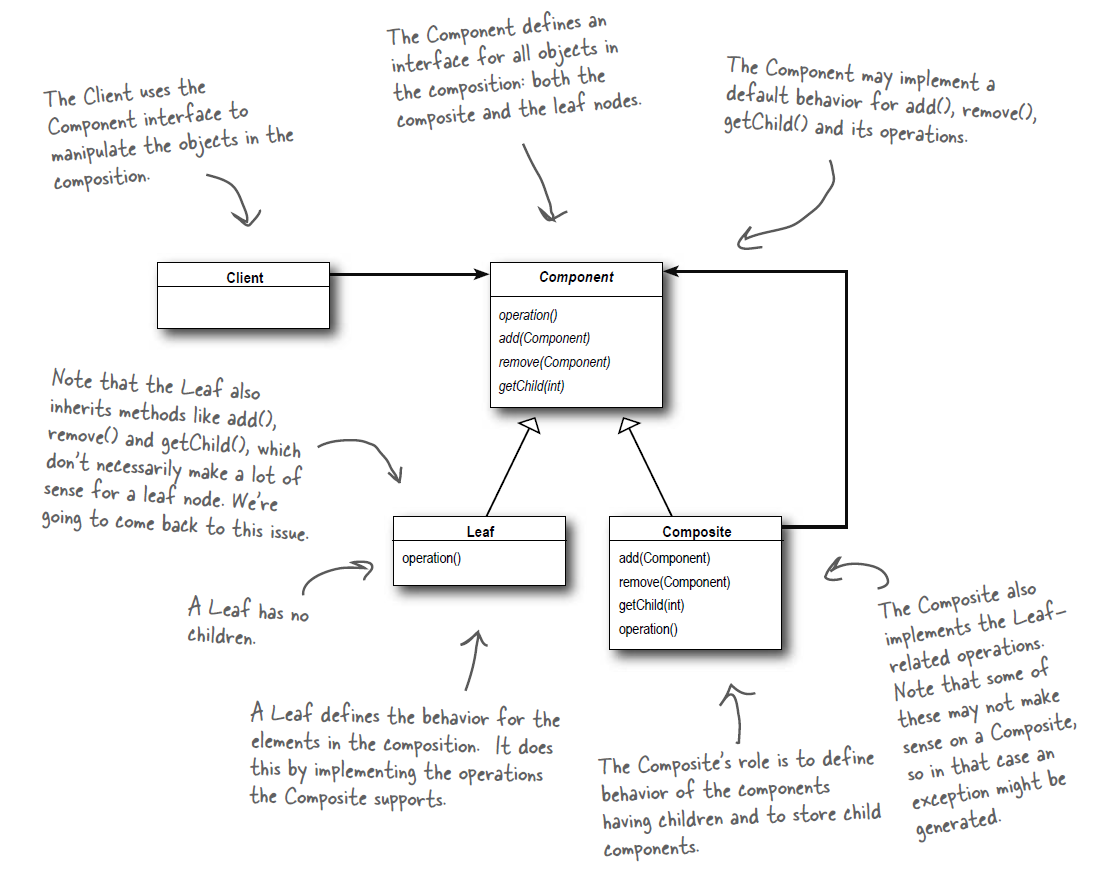 The Component defines an
interface for all objects in
the composition: both the
composite and the leaf nodes.
The Component may implement a
default behavior for add(), remove(),
getChild() and its operations.
The Client uses the
Component interface to
manipulate the objects in the
composition.
Client
Component
operation()
add(Component)
remove(Component)
getChild(int)
Note that the Leaf also
inherits methods like add(),
remove() and getChild(), which
don't necessarily make a lot of
sense for a leaf node. We're
going to come back to this issue.
Leaf
operation()
Composite
add(Component)
remove(Component)
getChild(int)
operation()
A Leaf has no
children.
The Composite also
implements the Leaf-
related operations.
Note that some of
these may not make
sense on a Composite,
so in that case an
exception might be
generated.
A Leaf defines the behavior for the
elements in the composition. It does
this by implementing the operations
the Composite supports.
The Composite's role is to define
behavior of the components
having children and to store child
components.